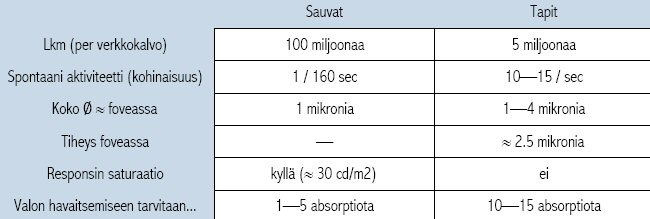 Sauvat Tapit
Lkm (per verkkokalvo) 100 miljoonaa 5 miljoonaa
Spontaani aktiviteetti (kohinaisuus) 1 / 160 sec 10—15 / sec
Koko Ø ≈ foveassa 1 mikronia 1—4 mikronia
Tiheys foveassa — ≈ 2.5 mikronia
Responsin saturaatio kyllä (≈ 30 cd/m2) ei
Valon havaitsemiseen tarvitaan... 1—5 absorptiota 10—15 absorptiota